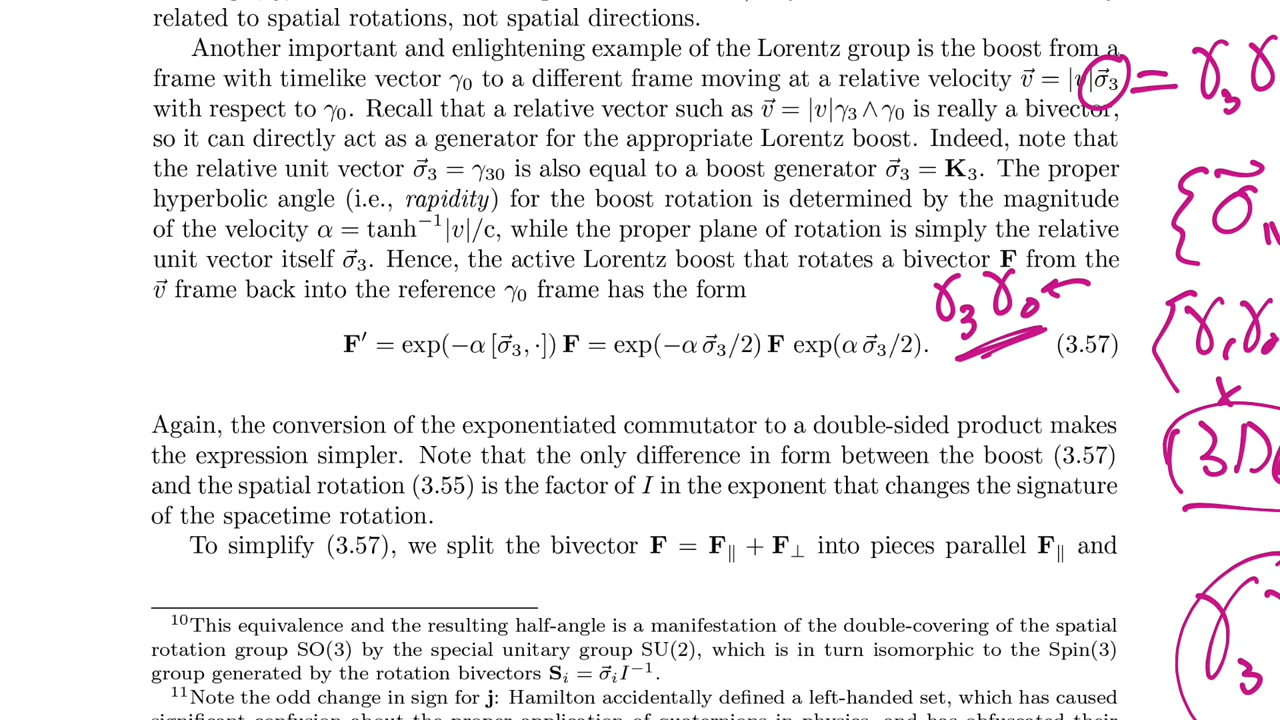 related to spatial rotations, not spatial directions.
Another important and enlightening example of the Lorentz group is the boost from a
frame with timelike vector γ₀ to a different frame moving at a relative velocity v⃗ = |v|σ⃗₃
= γ₃γ
with respect to γ₀. Recall that a relative vector such as v⃗ = |v|γ₃ ∧ γ₀ is really a bivector,
so it can directly act as a generator for the appropriate Lorentz boost. Indeed, note that
the relative unit vector σ⃗₃ = γ₃₀ is also equal to a boost generator σ⃗₃ = K₃. The proper
hyperbolic angle (i.e., rapidity) for the boost rotation is determined by the magnitude
{σ⃗
of the velocity α = tanh⁻¹|v|/c, while the proper plane of rotation is simply the relative
unit vector itself σ⃗₃. Hence, the active Lorentz boost that rotates a bivector F from the
v⃗ frame back into the reference γ₀ frame has the form
γ₃γ₀
F′ = exp(−α [σ⃗₃, ·]) F = exp(−α σ⃗₃/2) F exp(α σ⃗₃/2). (3.57)
γ₁γ₀
Again, the conversion of the exponentiated commutator to a double-sided product makes
the expression simpler. Note that the only difference in form between the boost (3.57)
3D
and the spatial rotation (3.55) is the factor of I in the exponent that changes the signature
of the spacetime rotation.
To simplify (3.57), we split the bivector F = F∥ + F⊥ into pieces parallel F∥ and
¹⁰This equivalence and the resulting half-angle is a manifestation of the double-covering of the spatial
rotation group SO(3) by the special unitary group SU(2), which is in turn isomorphic to the Spin(3)
γ₃
group generated by the rotation bivectors Sᵢ = σ⃗ᵢI⁻¹.
¹¹Note the odd change in sign for j: Hamilton accidentally defined a left-handed set, which has caused